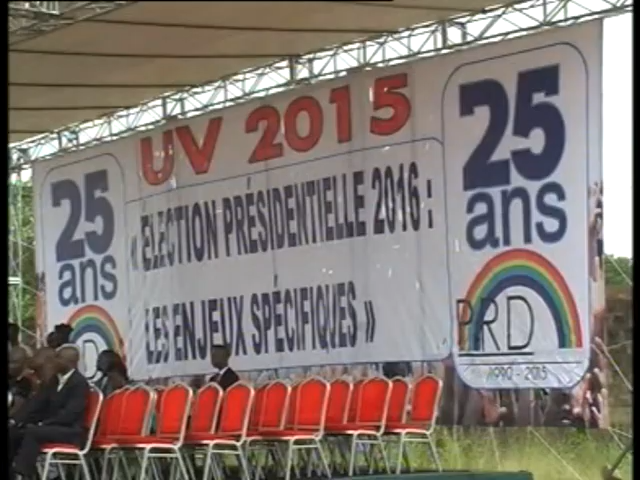 UV 2015
25
ans
« ÉLECTION PRÉSIDENTIELLE 2016 :
LES ENJEUX SPÉCIFIQUES »
25
ans
PRD
1990 - 2015